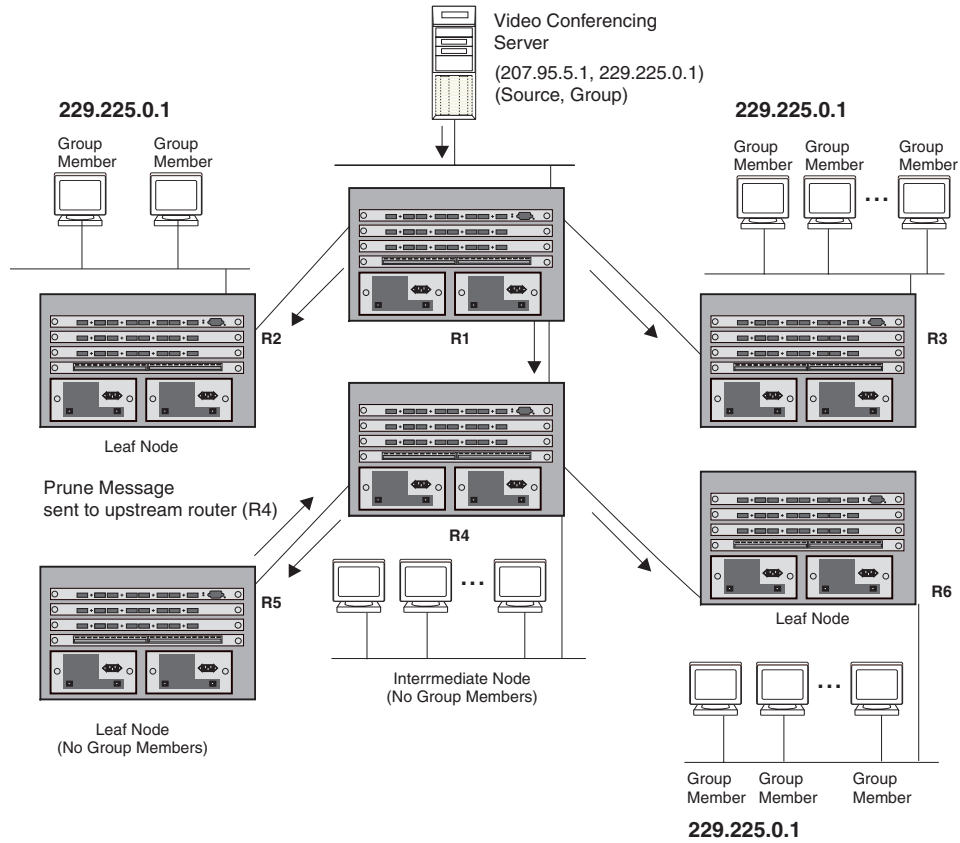 Video Conferencing
Server
(207.95.5.1, 229.225.0.1)
(Source, Group)
229.225.0.1
Group
Member
Group
Member
229.225.0.1
Group
Member
Group
Member
Group
Member
...
R2
R1
R3
Leaf Node
Prune Message
sent to upstream router (R4)
R4
R5
...
R6
Leaf Node
Interrmediate Node
(No Group Members)
...
Leaf Node
(No Group Members)
Group
Member
Group
Member
Group
Member
229.225.0.1